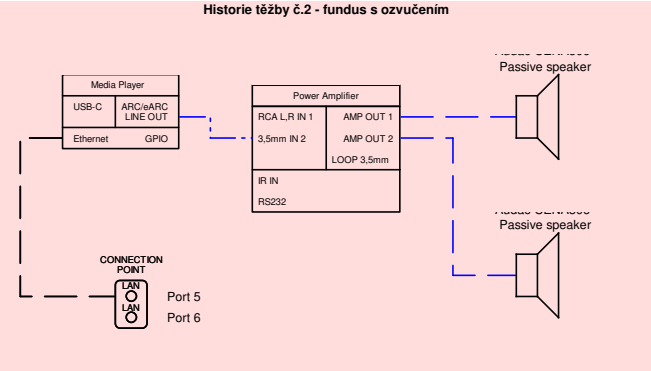 Historie těžby č.2 - fundus s ozvučením
Passive speaker
Media Player
USB-C
ARC/eARC
LINE OUT
Ethernet
GPIO
Power Amplifier
RCA L,R IN 1
AMP OUT 1
3,5mm IN 2
AMP OUT 2
LOOP 3,5mm
IR IN
RS232
Passive speaker
CONNECTION
POINT
LAN
Port 5
LAN
Port 6